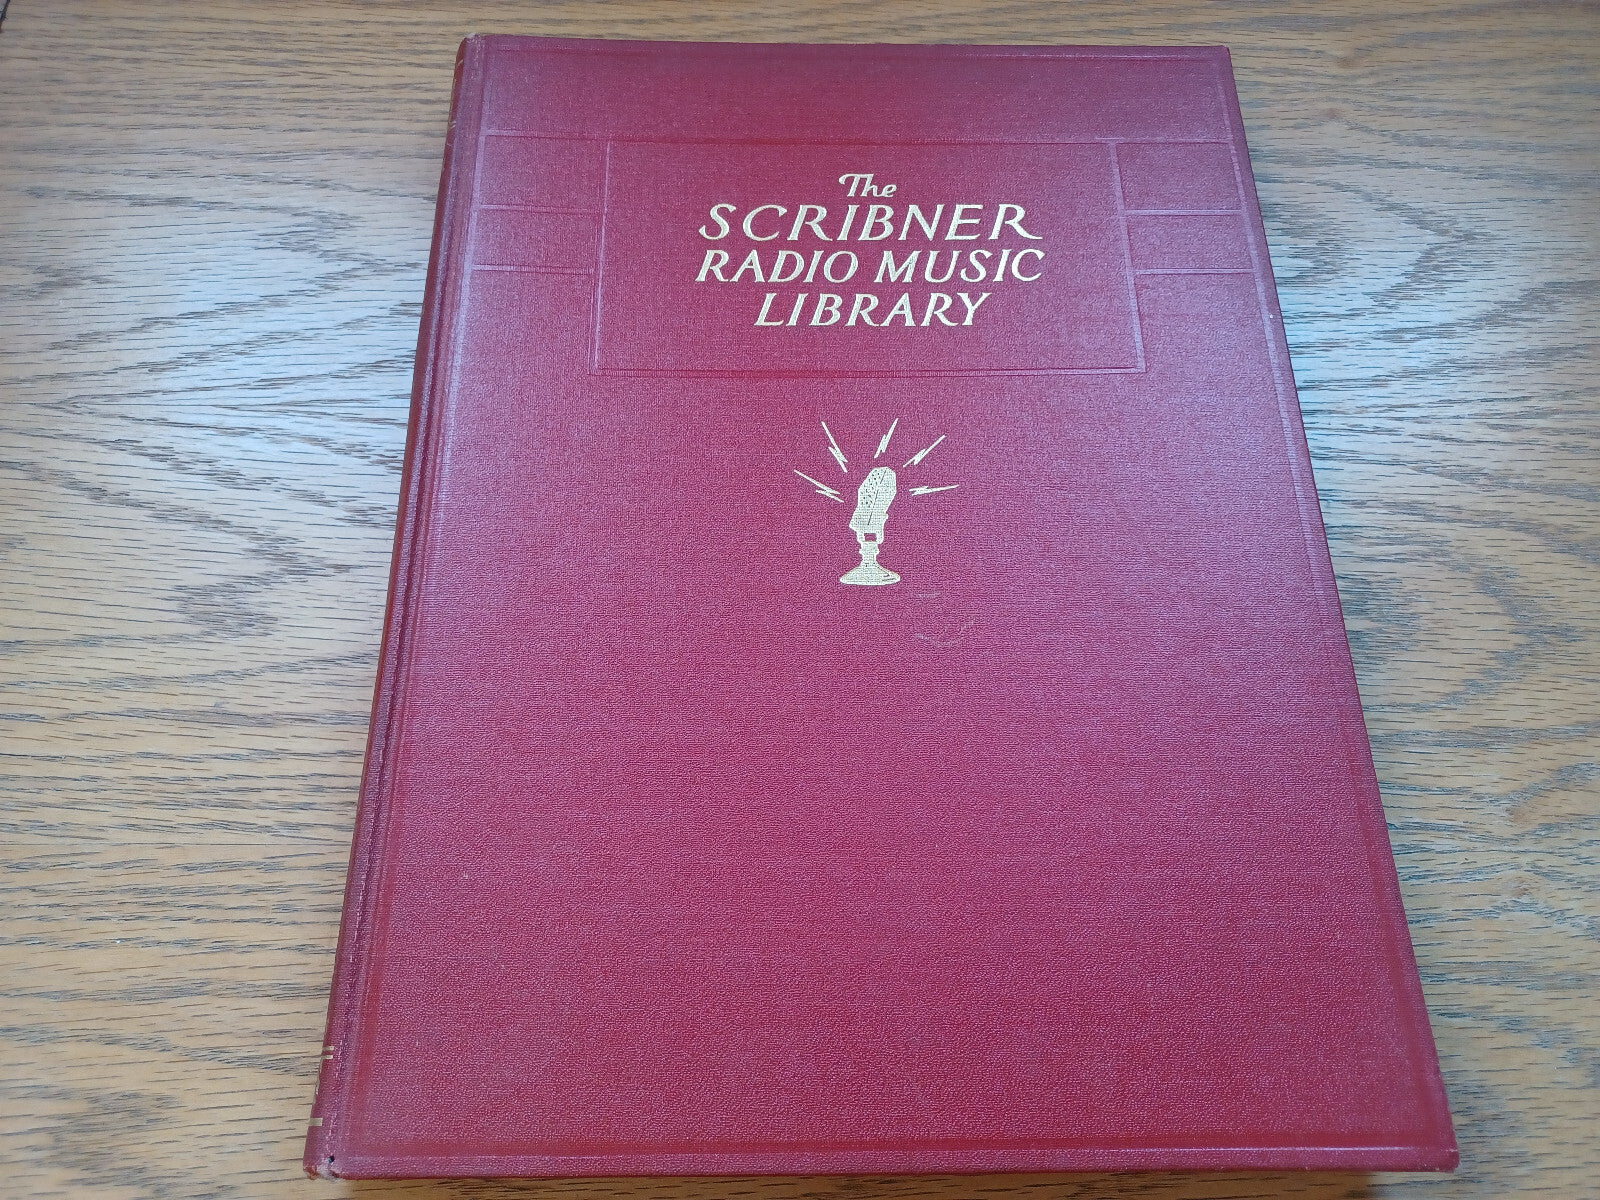 The
SCRIBNER
RADIO MUSIC
LIBRARY